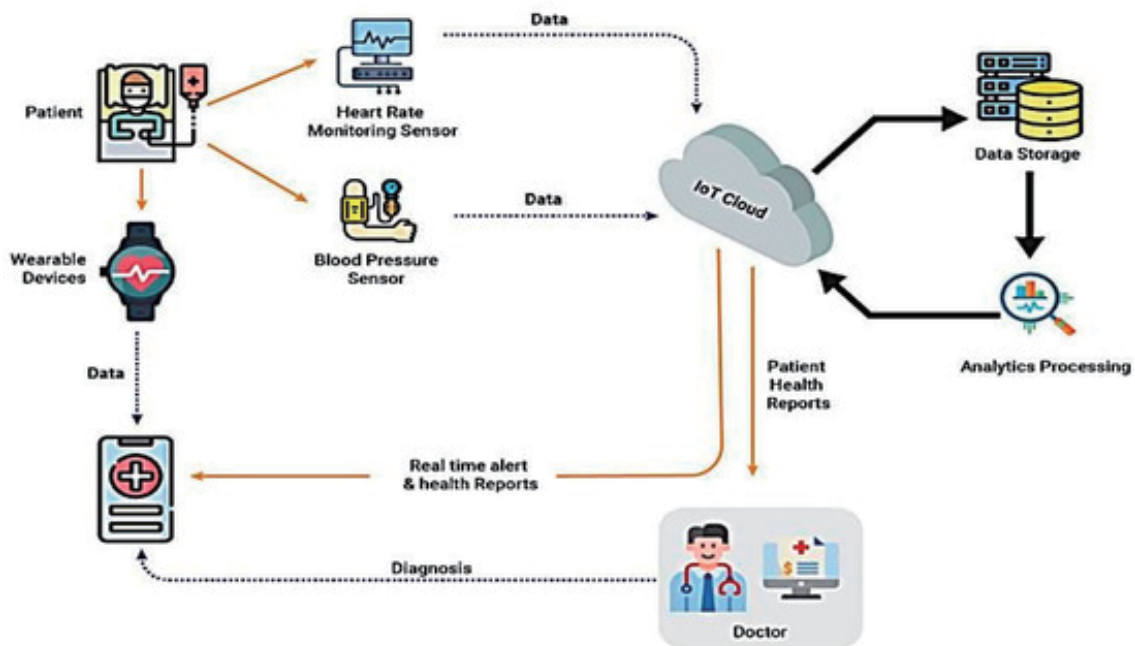 Data
Patient
Heart Rate
Monitoring Sensor
Data Storage
IoT Cloud
Data
Wearable
Devices
Blood Pressure
Sensor
Data
Patient
Health
Reports
Analytics Processing
Real time alert
& health Reports
Diagnosis
Doctor